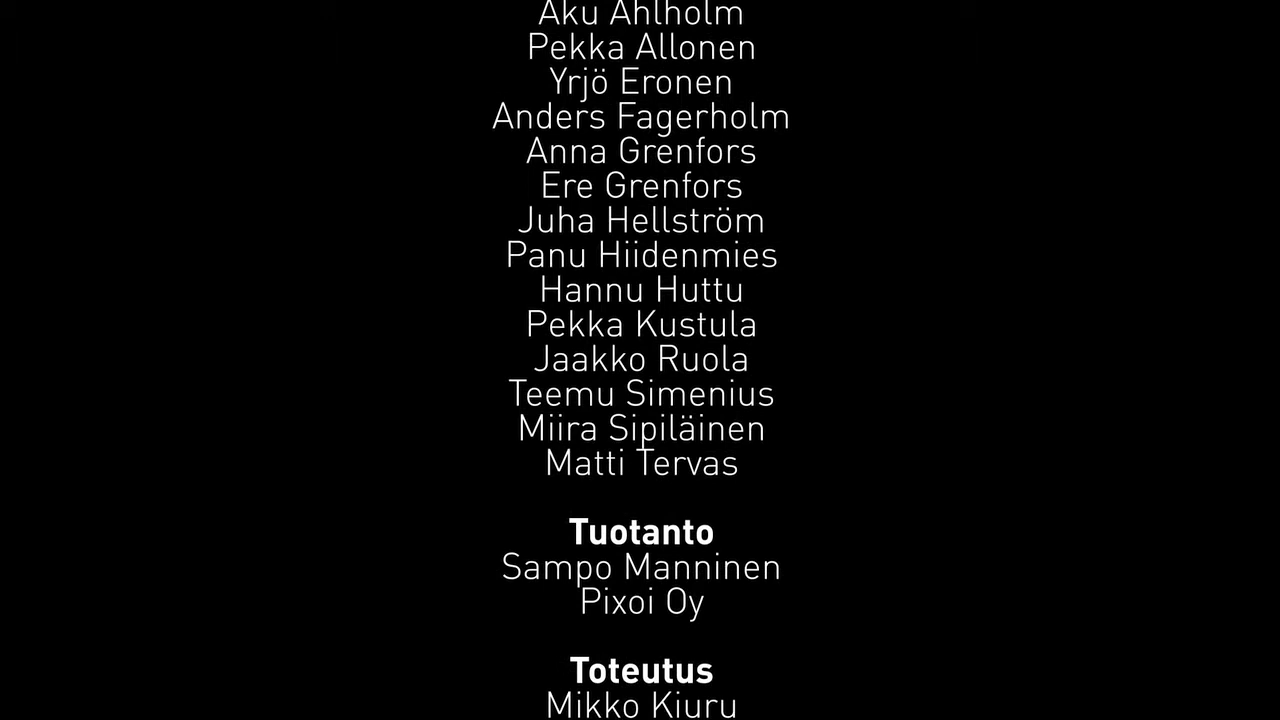 Aku Ahlholm
Pekka Allonen
Yrjö Eronen
Anders Fagerholm
Anna Grenfors
Ere Grenfors
Juha Hellström
Panu Hiidenmies
Hannu Huttu
Pekka Kustula
Jaakko Ruola
Teemu Simenius
Miira Sipiläinen
Matti Tervas
Tuotanto
Sampo Manninen
Pixoi Oy
Toteutus
Mikko Kiuru